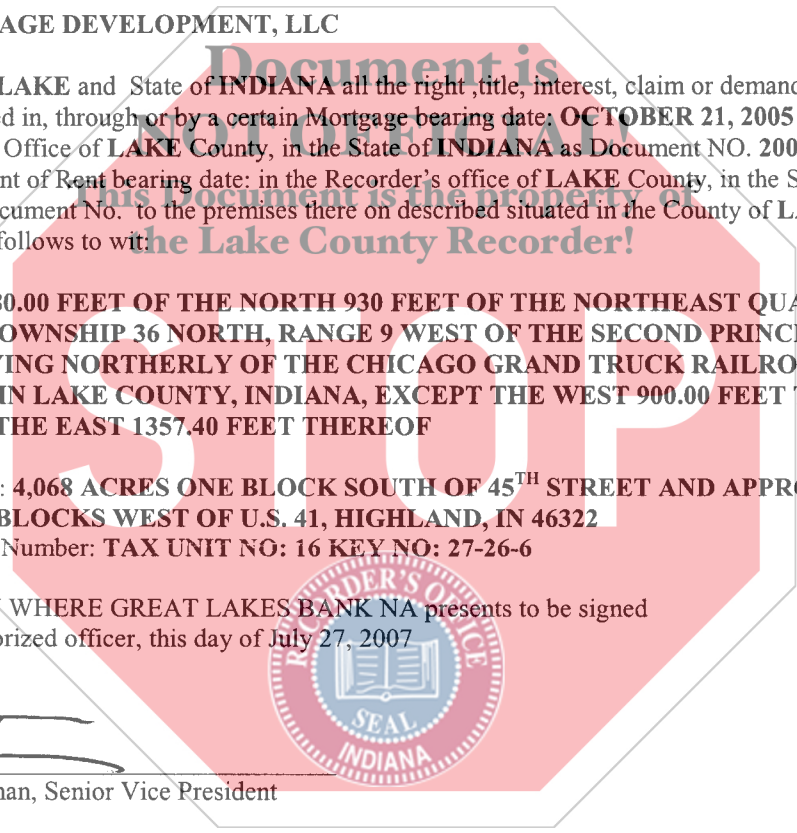 AGE DEVELOPMENT, LLC
Document is
LAKE and State of INDIANA all the right ,title, interest, claim or demand
ed in, through or by a certain Mortgage bearing date: OCTOBER 21, 2005
NOT OFFICIAL!
Office of LAKE County, in the State of INDIANA as Document NO. 200
nt of Rent bearing date: in the Recorder's office of LAKE County, in the S
This Document is the property of
ocument No. to the premises there on described situated in the County of LA
follows to wit:
the Lake County Recorder!
30.00 FEET OF THE NORTH 930 FEET OF THE NORTHEAST QUA
OWNSHIP 36 NORTH, RANGE 9 WEST OF THE SECOND PRINC
YING NORTHERLY OF THE CHICAGO GRAND TRUCK RAILRO
IN LAKE COUNTY, INDIANA, EXCEPT THE WEST 900.00 FEET
THE EAST 1357.40 FEET THEREOF
STOP
: 4,068 ACRES ONE BLOCK SOUTH OF 45TH STREET AND APPRO
BLOCKS WEST OF U.S. 41, HIGHLAND, IN 46322
Number: TAX UNIT NO: 16 KEY NO: 27-26-6
WHERE GREAT LAKES BANK NA presents to be signed
orized officer, this day of July 27, 2007
RECORDER'S OFFICE
SEAL
INDIANA
man, Senior Vice President